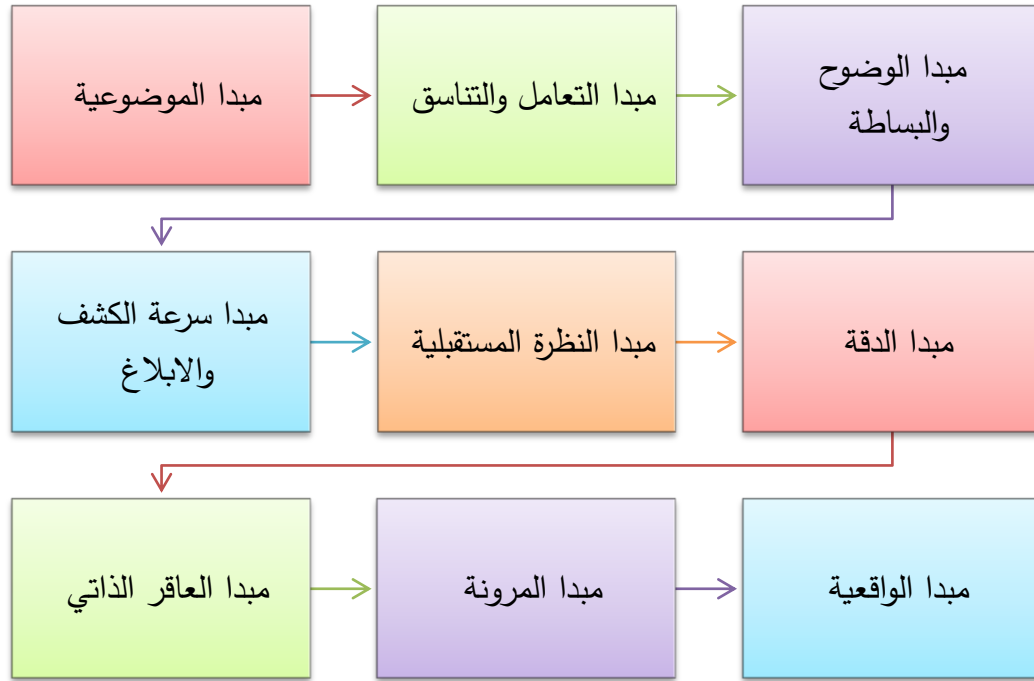 مبدا الموضوعية
مبدا التعامل والتناسق
مبدا الوضوح
والبساطة
مبدا سرعة الكشف
والابلاغ
مبدا النظرة المستقبلية
مبدا الدقة
مبدا العاقر الذاتي
مبدا المرونة
مبدا الواقعية